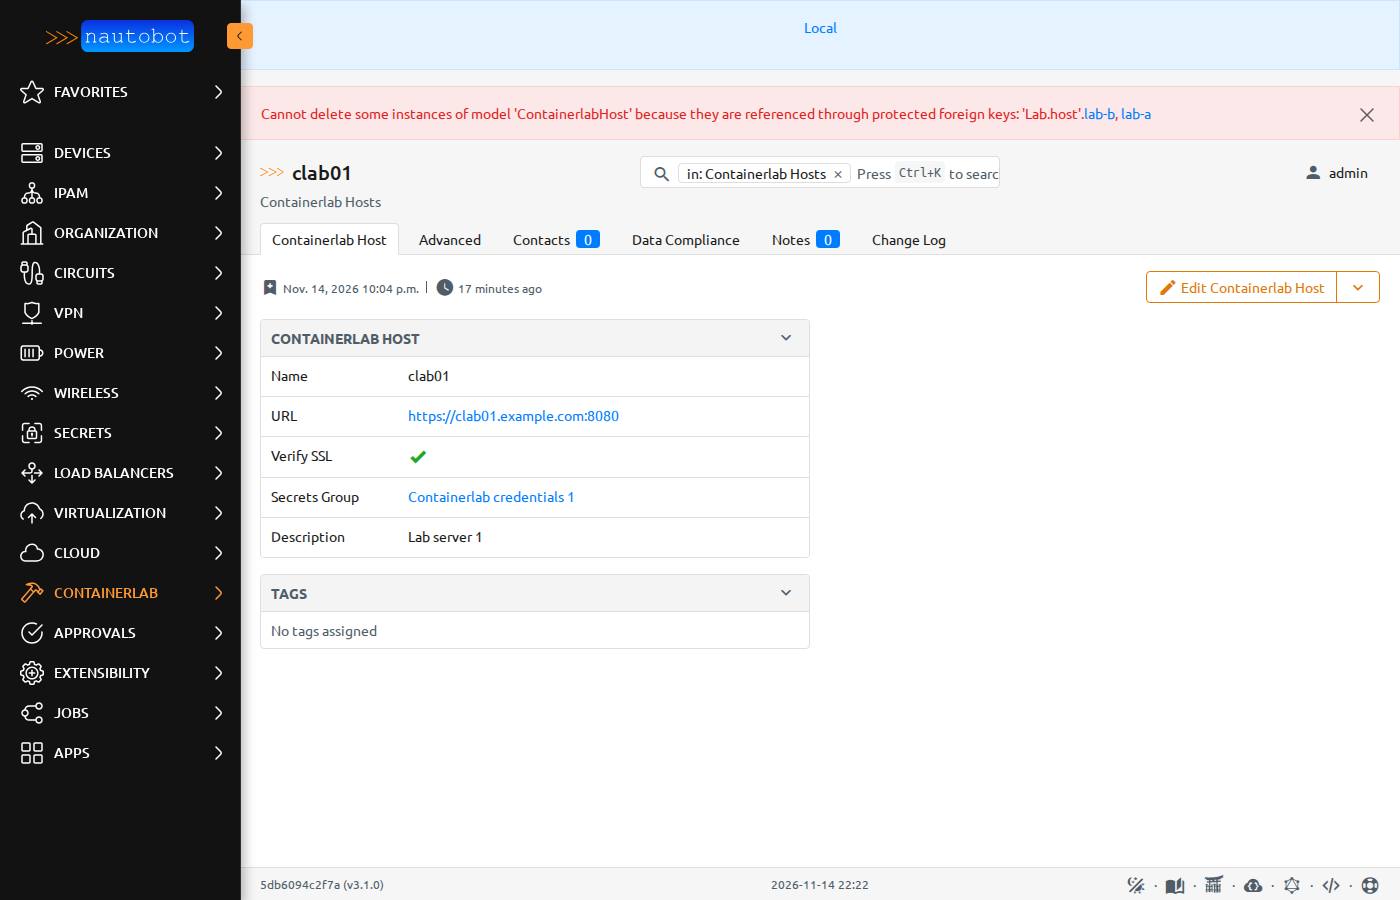 nautobot
FAVORITES
DEVICES
IPAM
ORGANIZATION
CIRCUITS
VPN
POWER
WIRELESS
SECRETS
LOAD BALANCERS
VIRTUALIZATION
CLOUD
CONTAINERLAB
APPROVALS
EXTENSIBILITY
JOBS
APPS
Local
Cannot delete some instances of model 'ContainerlabHost' because they are referenced through protected foreign keys: 'Lab.host'.lab-b, lab-a
clab01
in: Containerlab Hosts × Press Ctrl+K to searc
admin
Containerlab Hosts
Containerlab Host Advanced Contacts 0 Data Compliance Notes 0 Change Log
Nov. 14, 2026 10:04 p.m. | 17 minutes ago
Edit Containerlab Host
CONTAINERLAB HOST
Name clab01
URL https://clab01.example.com:8080
Verify SSL
Secrets Group Containerlab credentials 1
Description Lab server 1
TAGS
No tags assigned
5db6094c2f7a (v3.1.0) 2026-11-14 22:22